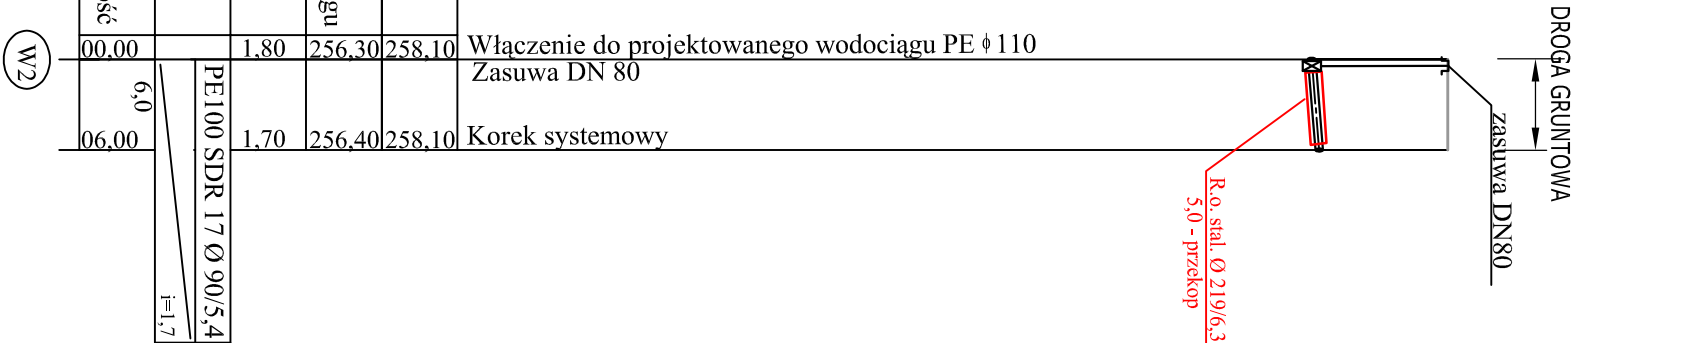 ość
gu
W2
00,00
1,80
256,30
258,10
Włączenie do projektowanego wodociągu PE ϕ 110
Zasuwa DN 80
6,0
06,00
1,70
256,40
258,10
Korek systemowy
PE100 SDR 17 Ø 90/5,4
i=1,7
R.o. stal. Ø 219/6,3
5,0 - przekop
zasuwa DN80
DROGA GRUNTOWA